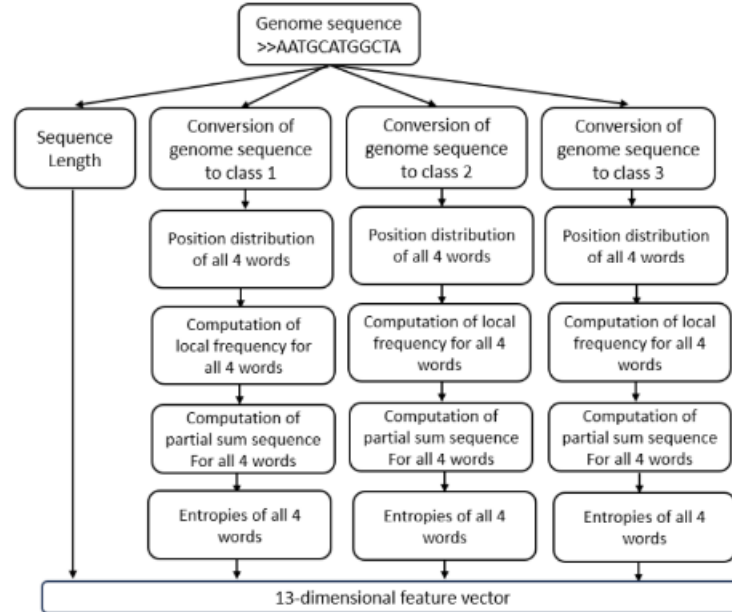 Genome sequence
>>AATGCATGGCTA
Sequence
Length
Conversion of
genome sequence
to class 1
Conversion of
genome sequence
to class 2
Conversion of
genome sequence
to class 3
Position distribution
of all 4 words
Position distribution
of all 4 words
Position distribution
of all 4 words
Computation of
local frequency for
all 4 words
Computation of local
frequency for all 4
words
Computation of local
frequency for all 4
words
Computation of
partial sum sequence
For all 4 words
Computation of
partial sum sequence
For all 4 words
Computation of
partial sum sequence
For all 4 words
Entropies of all 4
words
Entropies of all 4
words
Entropies of all 4
words
13-dimensional feature vector